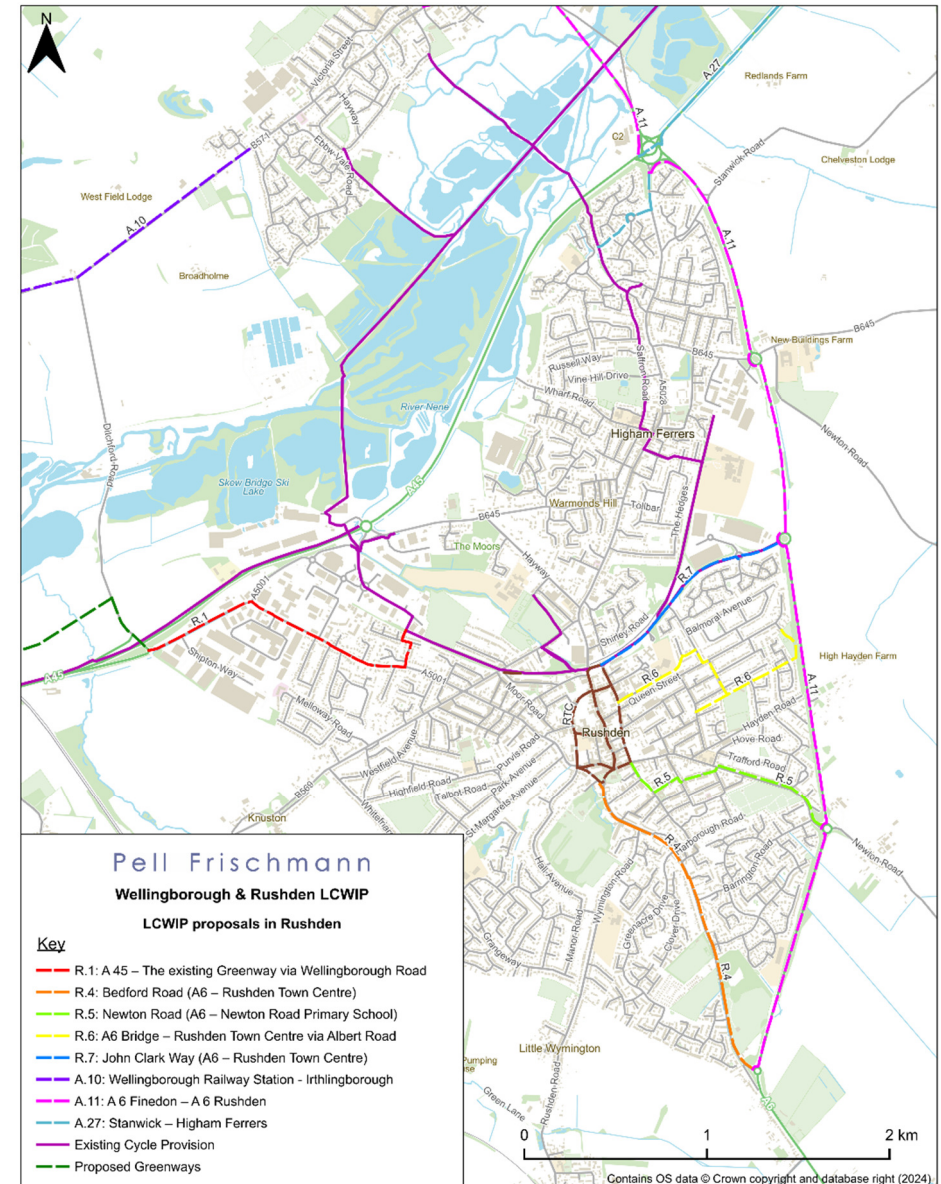 N
Victoria Street
Hayway
B571
Ebbw Vale Road
West Field Lodge
A.10
Broadholme
Ditchford Road
A.27
Redlands Farm
A.11
C2
Stanwick Road
Chelveston Lodge
A.11
B645
New Buildings Farm
B645
Russell Way
Vine Hill Drive
Wharf Road
Saffron Road
A5028
River Nene
Higham Ferrers
Newton Road
Skew Bridge Ski
Lake
A45
B645
Warmonds Hill
Tollbar
The Hedges
The Moors
Hayway
R.7
A5001
R.1
Shirley Road
Balmoral Avenue
Shipton Way
A45
A5001
Moor Road
R.6
Queen Street
R.6
High Hayden Farm
A.11
Melloway Road
RTC
Rushden
Hayden Road
Hove Road
Trafford Road
Westfield Avenue
Purvis Road
Park Avenue
Highfield Road
Talbot Road
R.5
R.5
B569
St Margarets Avenue
Knuston
R.4
Harborough Road
Newton Road
Hall Avenue
Barrington Road
Wymington Road
Greenacre Drive
Clover Drive
Manor Road
Grangeway
R.4
Little Wymington
Rushden Road
Green Lane
A6
Pell Frischmann
Wellingborough & Rushden LCWIP
LCWIP proposals in Rushden
Key
R.1: A 45 – The existing Greenway via Wellingborough Road
R.4: Bedford Road (A6 – Rushden Town Centre)
R.5: Newton Road (A6 – Newton Road Primary School)
R.6: A6 Bridge – Rushden Town Centre via Albert Road
R.7: John Clark Way (A6 – Rushden Town Centre)
A.10: Wellingborough Railway Station - Irthlingborough
A.11: A 6 Finedon – A 6 Rushden
A.27: Stanwick – Higham Ferrers
Existing Cycle Provision
Proposed Greenways
0 1 2 km
Contains OS data © Crown copyright and database right (2024)